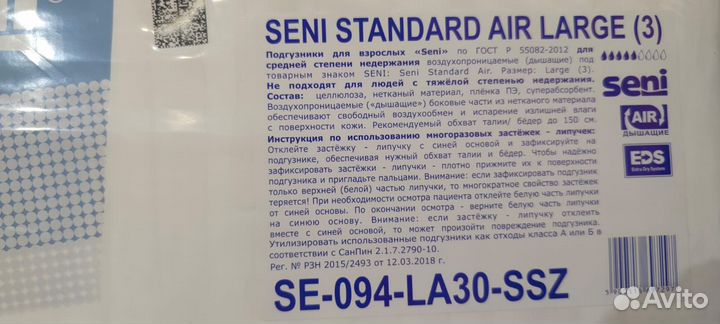 SENI STANDARD AIR LARGE (3)
Подгузники для взрослых «Seni» по ГОСТ Р 55082-2012 для
средней степени недержания воздухопроницаемые (дышащие) под
товарным знаком SENI: Seni Standard Air. Размер: Large (3).
Не подходят для людей с тяжёлой степенью недержания.
Состав: целлюлоза, нетканый материал, плёнка ПЭ, суперабсорбент.
Воздухопроницаемые («дышащие») боковые части из нетканого материала
обеспечивают свободный воздухообмен и испарение излишней влаги
с поверхности кожи. Рекомендуемый обхват талии/ бёдер до 150 см.
seni
AIR
ДЫШАЩИЕ
EDS
Extra Dry System
Инструкция по использованию многоразовых застёжек - липучек:
Отклейте застёжку - липучку с синей основой и зафиксируйте на
подгузнике, обеспечивая нужный обхват талии и бёдер. Чтобы надёжно
зафиксировать застёжки - липучки - плотно прижмите их к поверхности
подгузника и пригладьте пальцами. Внимание: если зафиксировать подгузник
только верхней (белой) частью липучки, то многократное свойство застёжек
теряется! При необходимости осмотра пациента отклейте белую часть липучки
от синей основы. По окончании осмотра - верните белую часть липучки
на синюю основу. Внимание: если застёжку - липучку отклеить
вместе с синей основой, то может произойти повреждение подгузника.
Утилизировать использованные подгузники как отходы класса А или Б в
соответствии с СанПин 2.1.7.2790-10.
Рег. № РЗН 2015/2493 от 12.03.2018 г.
SE-094-LA30-SSZ
Avito